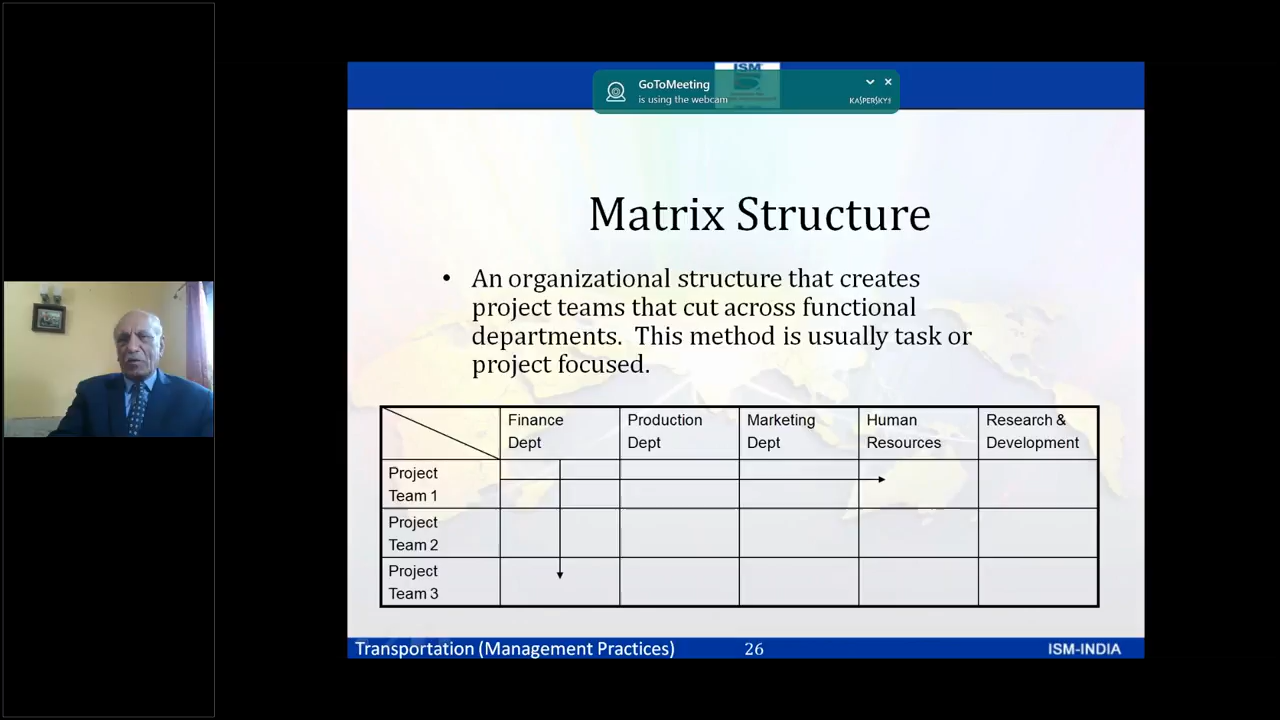 ISM
GoToMeeting
is using the webcam
KASPERSKY
Matrix Structure
• An organizational structure that creates
project teams that cut across functional
departments. This method is usually task or
project focused.
Finance Dept
Production Dept
Marketing Dept
Human Resources
Research & Development
Project
Team 1
Project
Team 2
Project
Team 3
Transportation (Management Practices) 26 ISM-INDIA